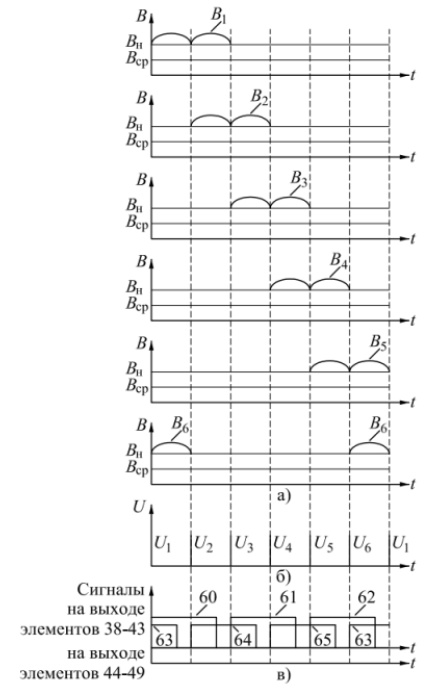 B
B₁
Bн
Bср
t
B
B₂
Bн
Bср
t
B
B₃
Bн
Bср
t
B
B₄
Bн
Bср
t
B
B₅
Bн
Bср
t
B
B₆
B₆
Bн
Bср
t
а)
U
U₁ U₂ U₃ U₄ U₅ U₆ U₁
t
б)
Сигналы
на выходе
элементов 38-43
60 61 62
63 64 65 63
на выходе
элементов 44-49
t
в)